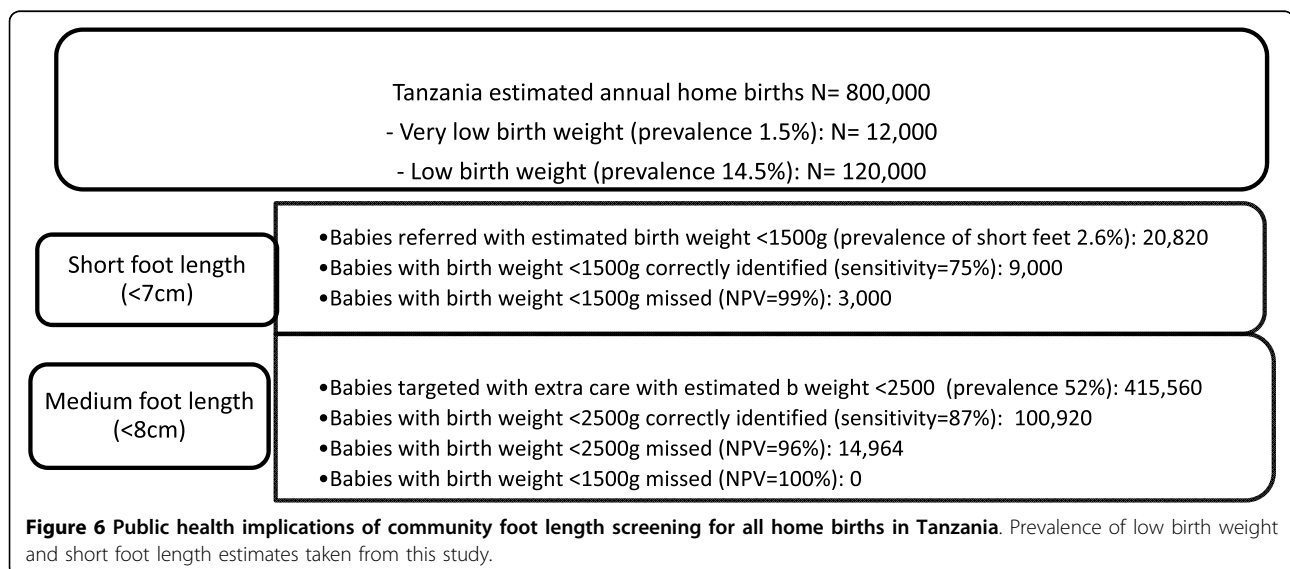 Tanzania estimated annual home births N= 800,000
- Very low birth weight (prevalence 1.5%): N= 12,000
- Low birth weight (prevalence 14.5%): N= 120,000
Short foot length
(<7cm)
•Babies referred with estimated birth weight <1500g (prevalence of short feet 2.6%): 20,820
•Babies with birth weight <1500g correctly identified (sensitivity=75%): 9,000
•Babies with birth weight <1500g missed (NPV=99%): 3,000
Medium foot length
(<8cm)
•Babies targeted with extra care with estimated b weight <2500 (prevalence 52%): 415,560
•Babies with birth weight <2500g correctly identified (sensitivity=87%): 100,920
•Babies with birth weight <2500g missed (NPV=96%): 14,964
•Babies with birth weight <1500g missed (NPV=100%): 0
Figure 6 Public health implications of community foot length screening for all home births in Tanzania. Prevalence of low birth weight
and short foot length estimates taken from this study.